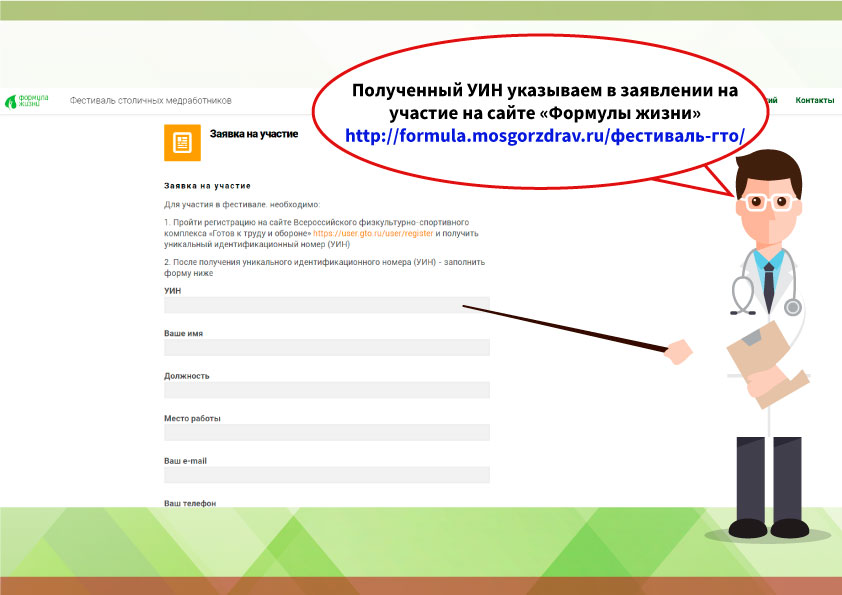 Полученный УИН указываем в заявлении на
участие на сайте «Формулы жизни»
http://formula.mosgorzdrav.ru/фестиваль-гто/
формула
жизни
Фестиваль столичных медработников
Контакты
Заявка на участие
Заявка на участие
Для участия в фестивале. необходимо:
1. Пройти регистрацию на сайте Всероссийского физкультурно-спортивного
комплекса «Готов к труду и обороне» https://user.gto.ru/user/register и получить
уникальный идентификационный номер (УИН)
2. После получения уникального идентификационного номера (УИН) - заполнить
форму ниже
УИН
Ваше имя
Должность
Место работы
Ваш e-mail
Ваш телефон